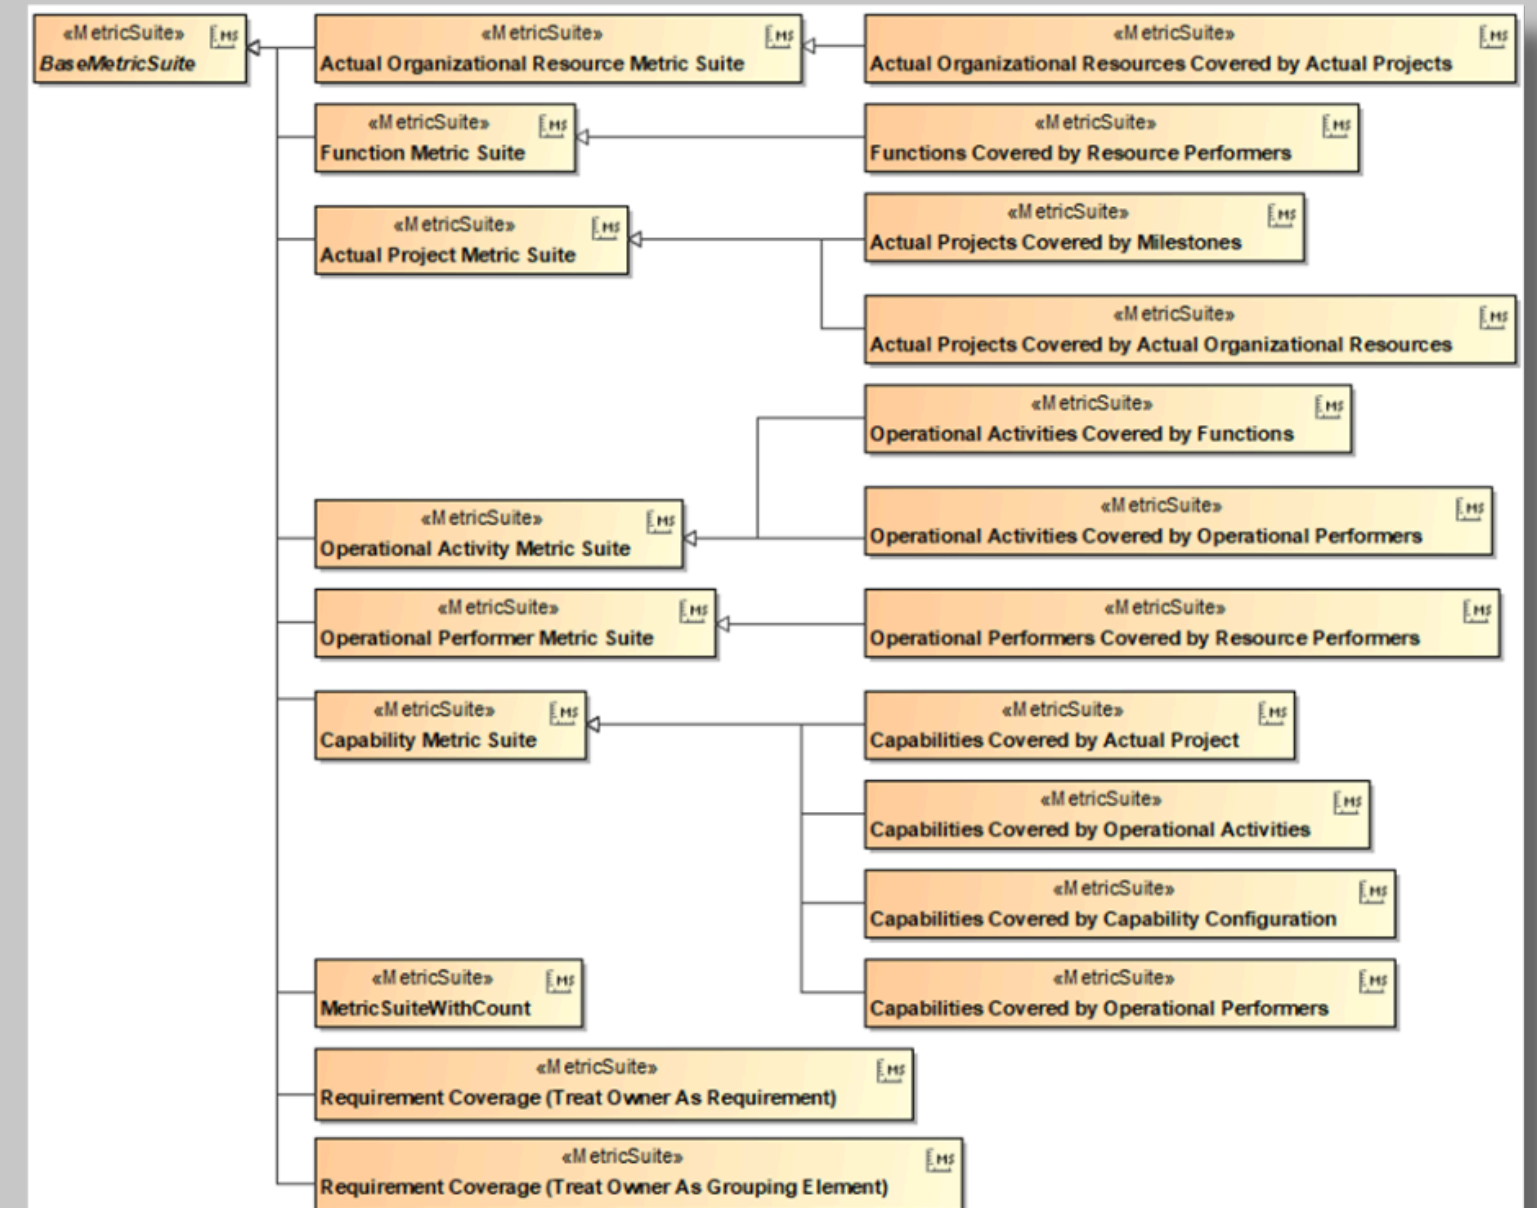 «MetricSuite»
BaseMetricSuite
«MetricSuite»
Actual Organizational Resource Metric Suite
«MetricSuite»
Actual Organizational Resources Covered by Actual Projects
«MetricSuite»
Function Metric Suite
«MetricSuite»
Functions Covered by Resource Performers
«MetricSuite»
Actual Project Metric Suite
«MetricSuite»
Actual Projects Covered by Milestones
«MetricSuite»
Actual Projects Covered by Actual Organizational Resources
«MetricSuite»
Operational Activities Covered by Functions
«MetricSuite»
Operational Activity Metric Suite
«MetricSuite»
Operational Activities Covered by Operational Performers
«MetricSuite»
Operational Performer Metric Suite
«MetricSuite»
Operational Performers Covered by Resource Performers
«MetricSuite»
Capability Metric Suite
«MetricSuite»
Capabilities Covered by Actual Project
«MetricSuite»
Capabilities Covered by Operational Activities
«MetricSuite»
Capabilities Covered by Capability Configuration
«MetricSuite»
MetricSuiteWithCount
«MetricSuite»
Capabilities Covered by Operational Performers
«MetricSuite»
Requirement Coverage (Treat Owner As Requirement)
«MetricSuite»
Requirement Coverage (Treat Owner As Grouping Element)